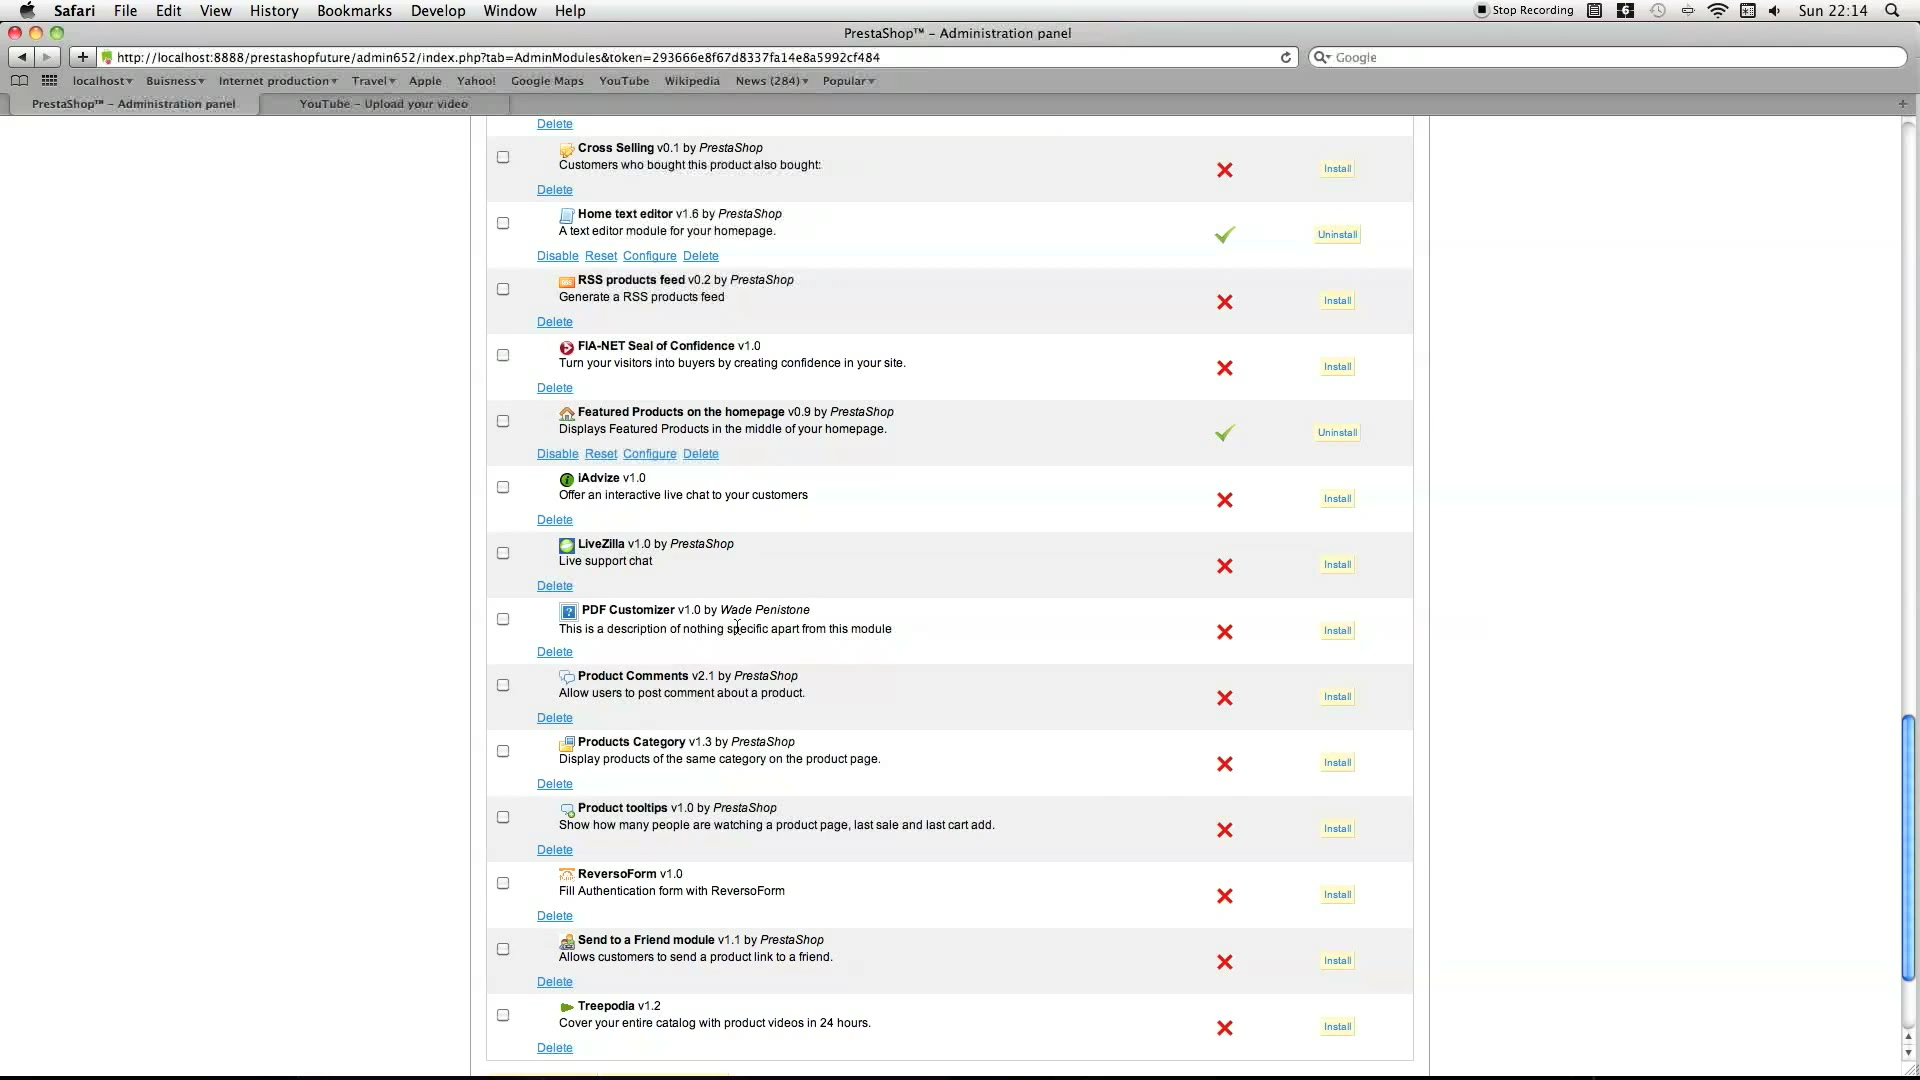 Safari File Edit View History Bookmarks Develop Window Help Stop Recording 6 Sun 22:14
PrestaShop™ – Administration panel
http://localhost:8888/prestashopfuture/admin652/index.php?tab=AdminModules&token=293666e8f67d8337fa14e8a5992cf484 Google
localhost Buisness Internet production Travel Apple Yahoo! Google Maps YouTube Wikipedia News (284) Popular
PrestaShop™ – Administration panel YouTube – Upload your video
Delete
Cross Selling v0.1 by PrestaShop
Customers who bought this product also bought:
Install
Delete
Home text editor v1.6 by PrestaShop
A text editor module for your homepage.
Uninstall
Disable Reset Configure Delete
RSS products feed v0.2 by PrestaShop
Generate a RSS products feed
Install
Delete
FIA-NET Seal of Confidence v1.0
Turn your visitors into buyers by creating confidence in your site.
Install
Delete
Featured Products on the homepage v0.9 by PrestaShop
Displays Featured Products in the middle of your homepage.
Uninstall
Disable Reset Configure Delete
iAdvize v1.0
Offer an interactive live chat to your customers
Install
Delete
LiveZilla v1.0 by PrestaShop
Live support chat
Install
Delete
PDF Customizer v1.0 by Wade Penistone
This is a description of nothing specific apart from this module
Install
Delete
Product Comments v2.1 by PrestaShop
Allow users to post comment about a product.
Install
Delete
Products Category v1.3 by PrestaShop
Display products of the same category on the product page.
Install
Delete
Product tooltips v1.0 by PrestaShop
Show how many people are watching a product page, last sale and last cart add.
Install
Delete
ReversoForm v1.0
Fill Authentication form with ReversoForm
Install
Delete
Send to a Friend module v1.1 by PrestaShop
Allows customers to send a product link to a friend.
Install
Delete
Treepodia v1.2
Cover your entire catalog with product videos in 24 hours.
Install
Delete